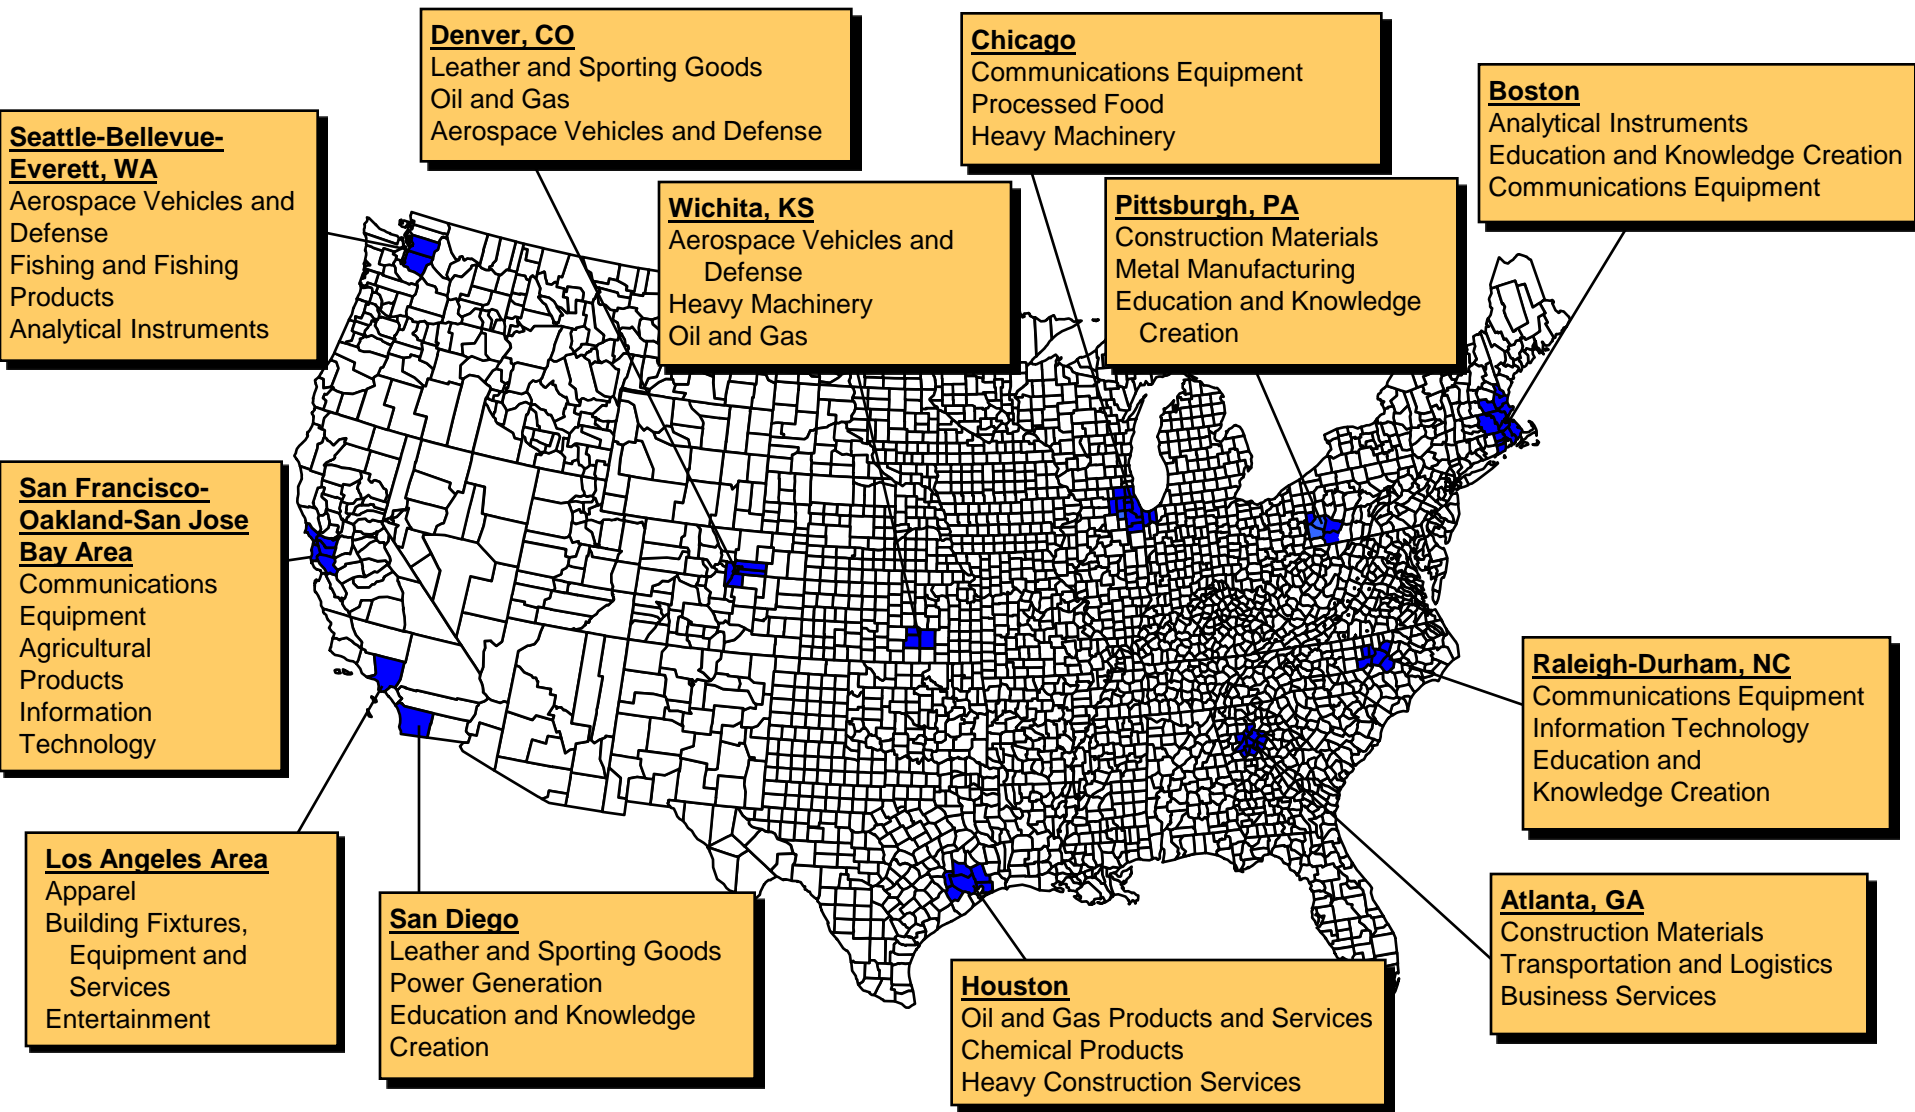 Denver, CO
Leather and Sporting Goods
Oil and Gas
Aerospace Vehicles and Defense
Chicago
Communications Equipment
Processed Food
Heavy Machinery
Boston
Analytical Instruments
Education and Knowledge Creation
Communications Equipment
Seattle-Bellevue-
Everett, WA
Aerospace Vehicles and
Defense
Fishing and Fishing
Products
Analytical Instruments
Wichita, KS
Aerospace Vehicles and
Defense
Heavy Machinery
Oil and Gas
Pittsburgh, PA
Construction Materials
Metal Manufacturing
Education and Knowledge
Creation
San Francisco-
Oakland-San Jose
Bay Area
Communications
Equipment
Agricultural
Products
Information
Technology
Raleigh-Durham, NC
Communications Equipment
Information Technology
Education and
Knowledge Creation
Los Angeles Area
Apparel
Building Fixtures,
Equipment and
Services
Entertainment
San Diego
Leather and Sporting Goods
Power Generation
Education and Knowledge
Creation
Houston
Oil and Gas Products and Services
Chemical Products
Heavy Construction Services
Atlanta, GA
Construction Materials
Transportation and Logistics
Business Services